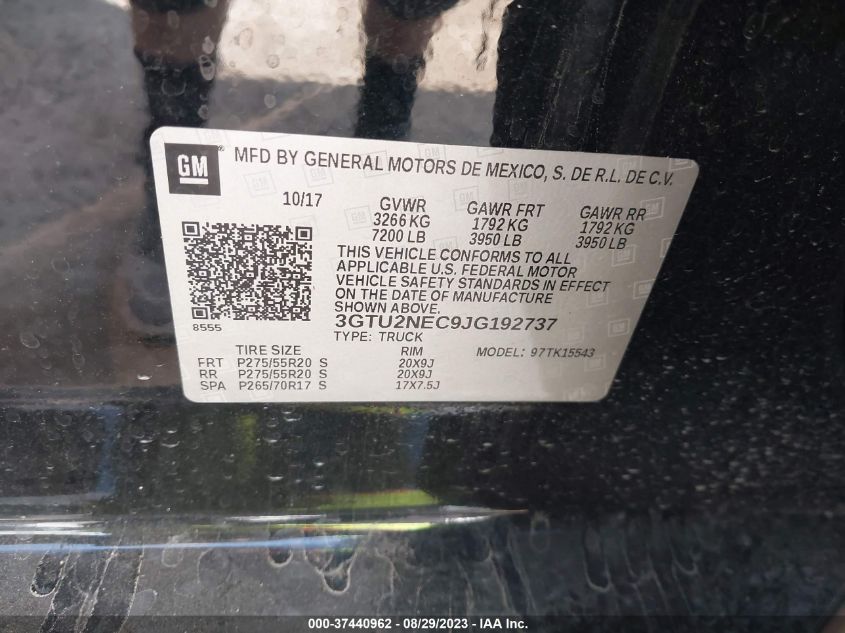 GM® MFD BY GENERAL MOTORS DE MEXICO, S. DE R.L. DE C.V.
10/17
GVWR GAWR FRT GAWR RR
3266 KG 1792 KG 1792 KG
7200 LB 3950 LB 3950 LB
THIS VEHICLE CONFORMS TO ALL
APPLICABLE U.S. FEDERAL MOTOR
VEHICLE SAFETY STANDARDS IN EFFECT
ON THE DATE OF MANUFACTURE
SHOWN ABOVE.
8555
3GTU2NEC9JG192737
TYPE: TRUCK
TIRE SIZE RIM MODEL: 97TK15543
FRT P275/55R20 S 20X9J
RR P275/55R20 S 20X9J
SPA P265/70R17 S 17X7.5J
000-37440962 - 08/29/2023 - IAA Inc.